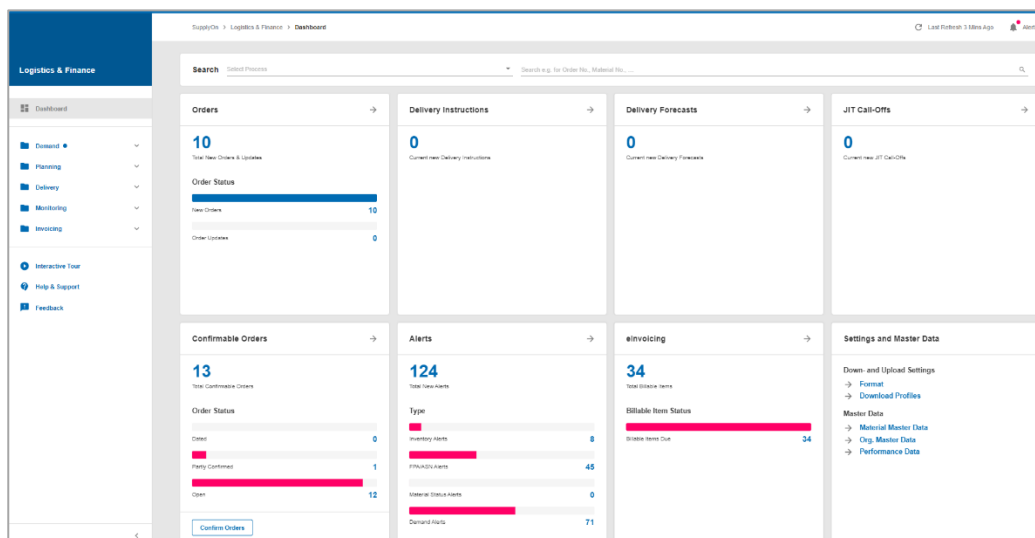 SupplyOn > Logistics & Finance > Dashboard
Last Refresh 3 Mins Ago
Alert
Logistics & Finance
Dashboard
Demand
Planning
Delivery
Monitoring
Invoicing
Interactive Tour
Help & Support
Feedback
Search
Select Process
Search e.g. for Order No., Material No., ...
Orders
10
Total New Orders & Updates
Order Status
New Orders
10
Order Updates
0
Delivery Instructions
0
Current new Delivery Instructions
Delivery Forecasts
0
Current new Delivery Forecasts
JIT Call-Offs
0
Current new JIT Call-Offs
Confirmable Orders
13
Total Confirmable Orders
Order Status
Dated
0
Partly Confirmed
1
Open
12
Confirm Orders
Alerts
124
Total New Alerts
Type
Inventory Alerts
8
FPA/ASN Alerts
45
Material Status Alerts
0
Demand Alerts
71
eInvoicing
34
Total Billable Items
Billable Item Status
Billable Items Due
34
Settings and Master Data
Down- and Upload Settings
Format
Download Profiles
Master Data
Material Master Data
Org. Master Data
Performance Data